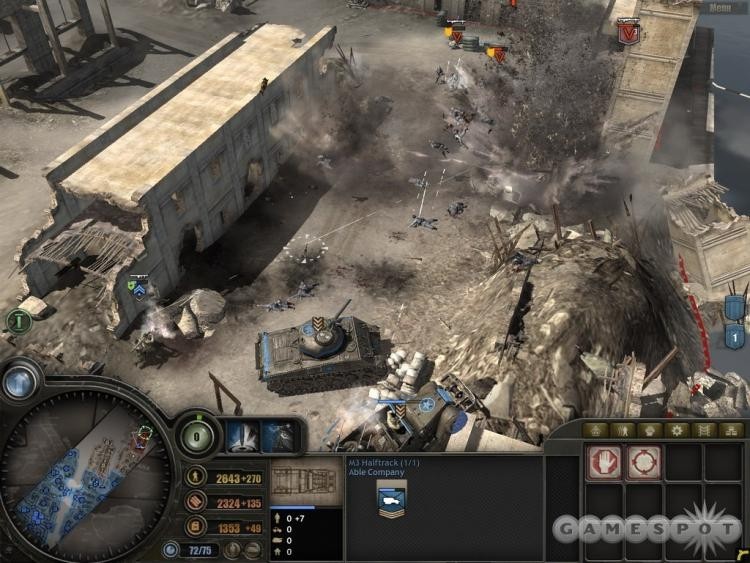 Menu
1
0
2643 +270
2324 +135
1353 +49
72/75
0 +7
0
0
0
M3 Halftrack (1/1)
Able Company
GAMESPOT